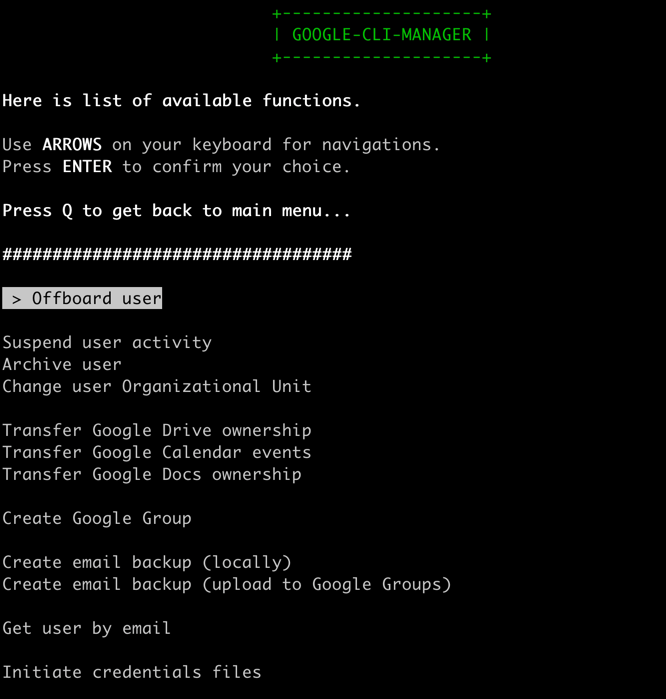 +--------------------+
| GOOGLE-CLI-MANAGER |
+--------------------+
Here is list of available functions.
Use ARROWS on your keyboard for navigations.
Press ENTER to confirm your choice.
Press Q to get back to main menu...
###################################
> Offboard user
Suspend user activity
Archive user
Change user Organizational Unit
Transfer Google Drive ownership
Transfer Google Calendar events
Transfer Google Docs ownership
Create Google Group
Create email backup (locally)
Create email backup (upload to Google Groups)
Get user by email
Initiate credentials files